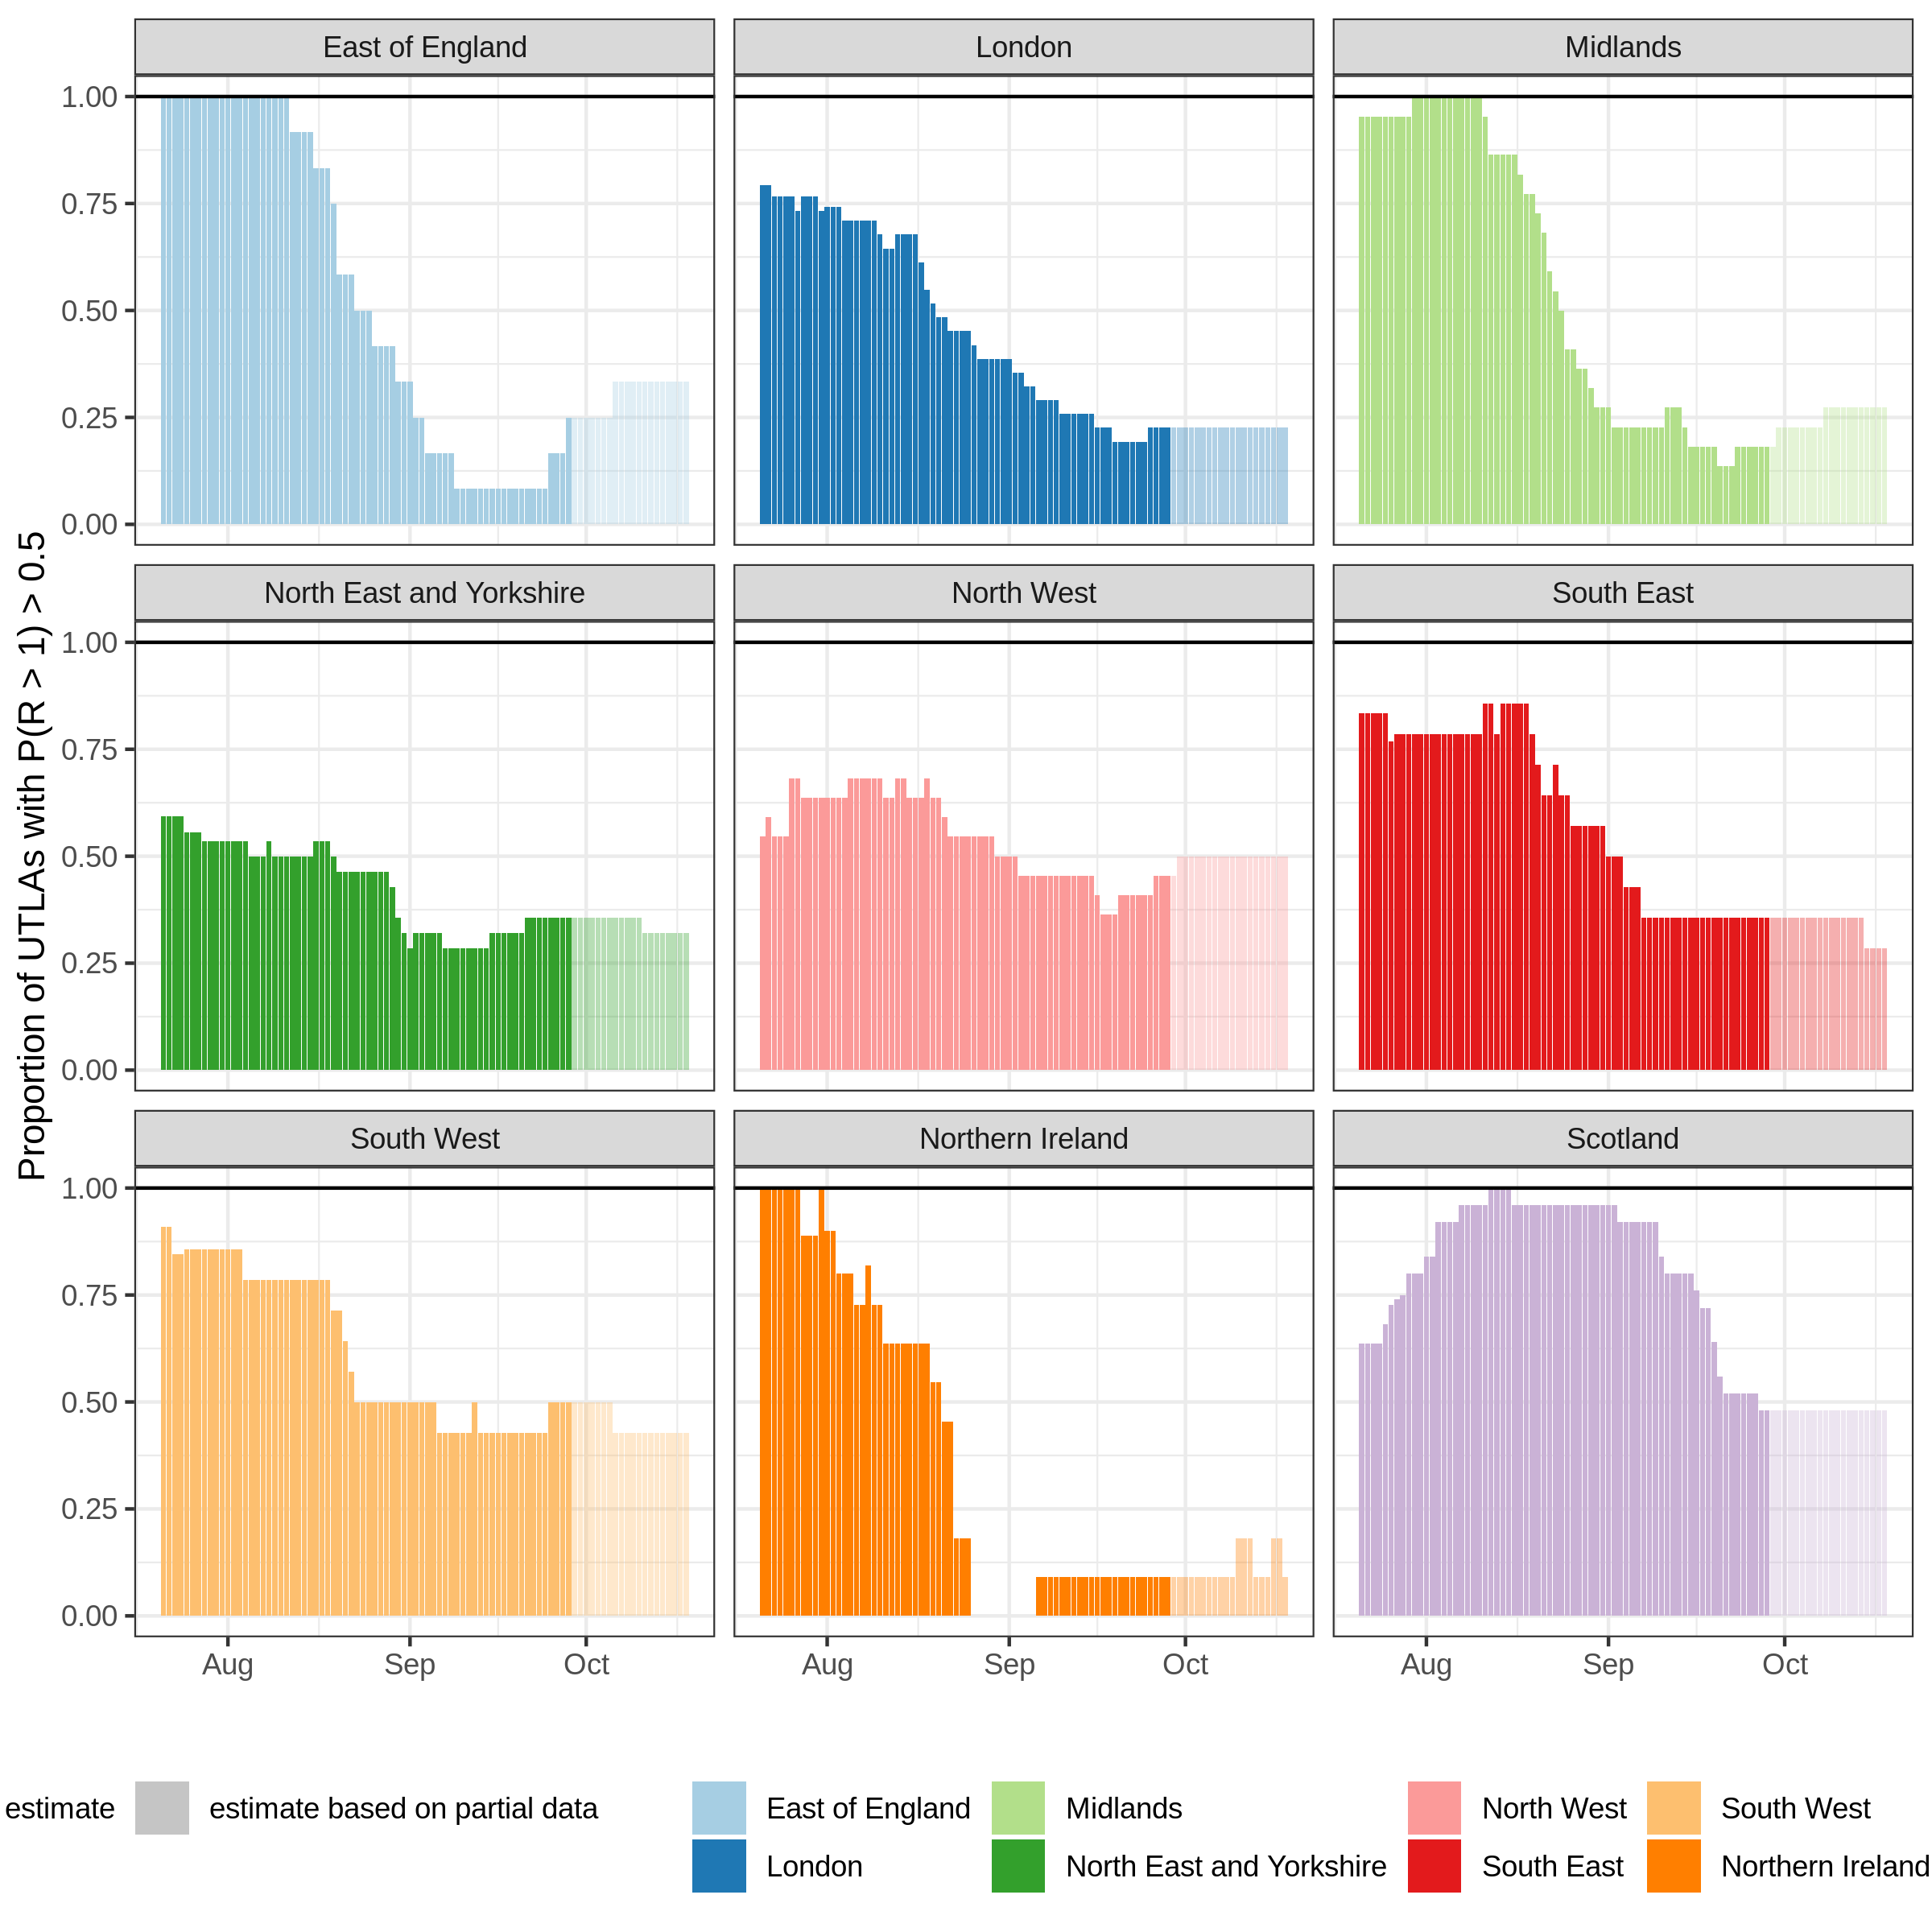 East of England London Midlands
1.00
0.75
0.50
0.25
0.00
North East and Yorkshire North West South East
1.00
0.75
0.50
0.25
0.00
Proportion of UTLAs with P(R > 1) > 0.5
South West Northern Ireland Scotland
1.00
0.75
0.50
0.25
0.00
Aug Sep Oct Aug Sep Oct Aug Sep Oct
estimate estimate based on partial data East of England Midlands North West South West
London North East and Yorkshire South East Northern Ireland